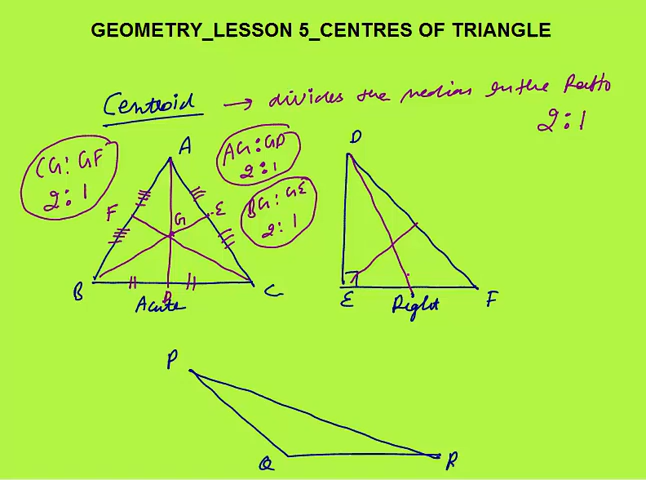 GEOMETRY_LESSON 5_CENTRES OF TRIANGLE
Centroid → divides the median in the Ratio
2:1
CG:GF
2:1
A
AG:GD
2:1
BG:GE
2:1
F
E
G
B
D
C
Acute
D
E
F
Right
P
Q
R